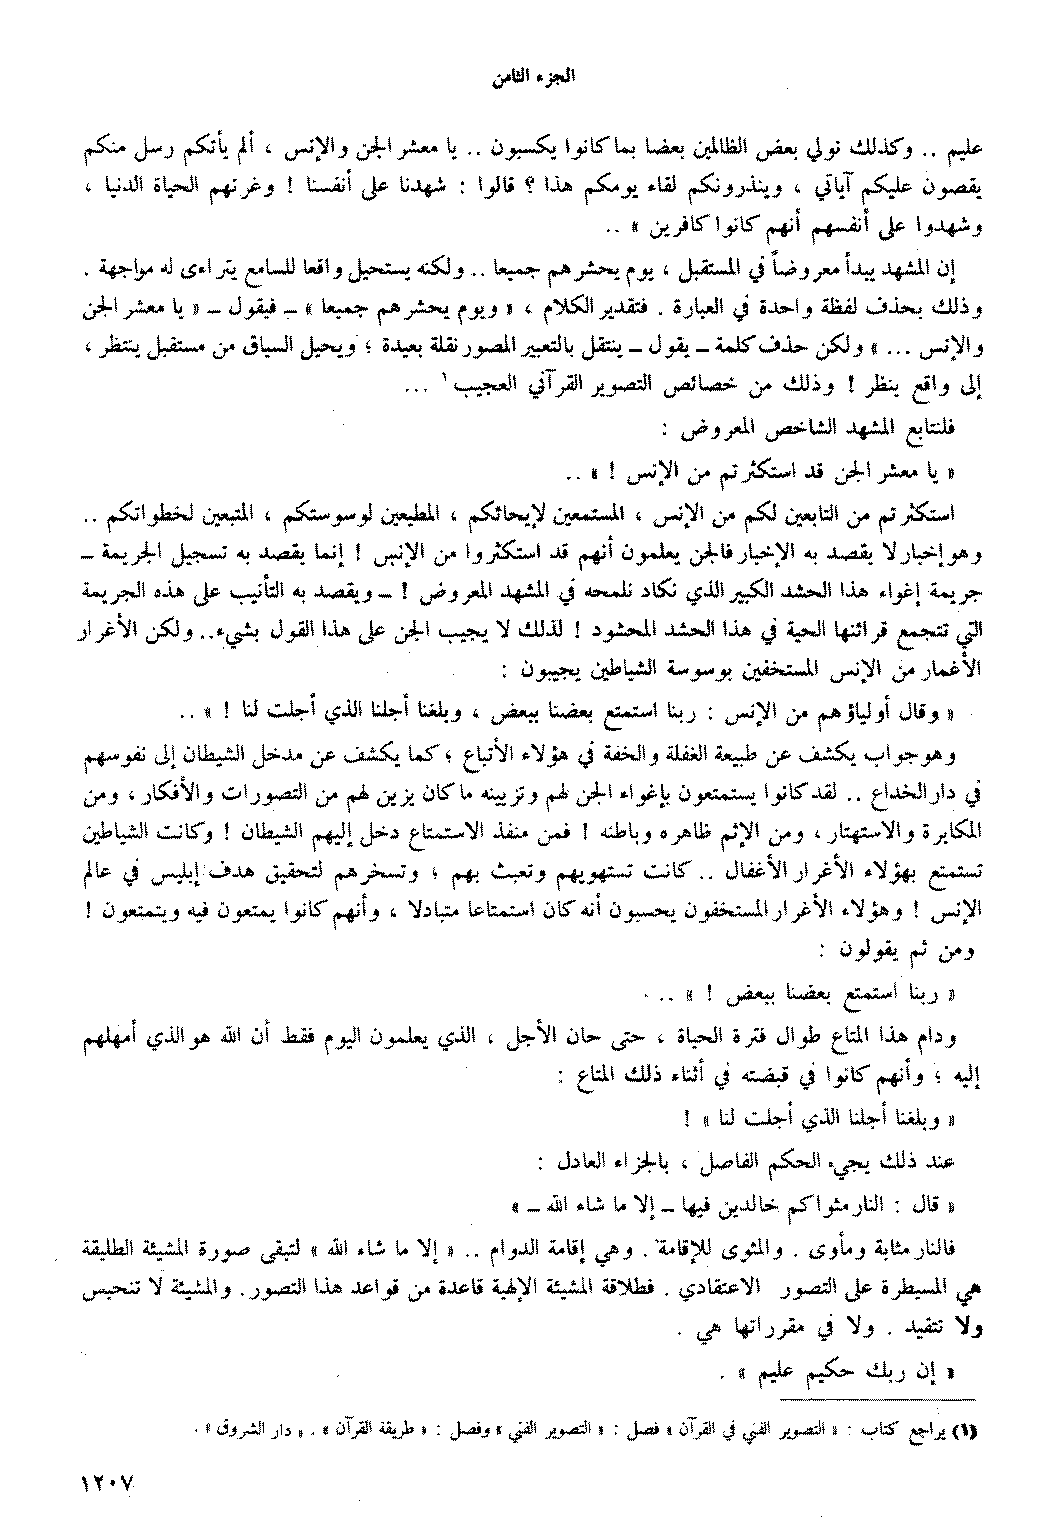 الجزء الثامن
عليم .. وكذلك نولي بعض الظالمين بعضا بما كانوا يكسبون .. يا معشر الجن والإنس ، ألم يأتكم رسل منكم
يقصون عليكم آياتي ، وينذرونكم لقاء يومكم هذا ؟ قالوا : شهدنا على أنفسنا ! وغرتهم الحياة الدنيا ،
وشهدوا على أنفسهم أنهم كانوا كافرين » ..
إن المشهد يبدأ معروضاً في المستقبل ، يوم يحشرهم جميعا .. ولكنه يستحيل واقعا للسامع يتراءى له مواجهة .
وذلك بحذف لفظة واحدة في العبارة . فتقدير الكلام ، « ويوم يحشرهم جميعا » – فيقول – « يا معشر الجن
والإنس ... » ولكن حذف كلمة – يقول – ينتقل بالتعبير المصور نقلة بعيدة ؛ ويحيل السياق من مستقبل ينتظر ،
إلى واقع ينظر ! وذلك من خصائص التصوير القرآني العجيب ١ ...
فلنتابع المشهد الشاخص المعروض :
« يا معشر الجن قد استكثرتم من الإنس ! » ..
استكثرتم من التابعين لكم من الإنس ، المستمعين لإيحائكم ، المطيعين لوسوستكم ، المتبعين لخطواتكم ..
وهو إخبار لا يقصد به الإخبار فالجن يعلمون أنهم قد استكثروا من الإنس ! إنما يقصد به تسجيل الجريمة –
جريمة إغواء هذا الحشد الكبير الذي نكاد نلمحه في المشهد المعروض ! – ويقصد به التأنيب على هذه الجريمة
التي تتجمع قرائنها الحية في هذا الحشد المحشود ! لذلك لا يجيب الجن على هذا القول بشيء.. ولكن الأغرار
الأغمار من الإنس المستخفين بوسوسة الشياطين يجيبون :
« وقال أولياؤهم من الإنس : ربنا استمتع بعضنا ببعض ، وبلغنا أجلنا الذي أجلت لنا ! » ..
وهو جواب يكشف عن طبيعة الغفلة والخفة في هؤلاء الأتباع ؛ كما يكشف عن مدخل الشيطان إلى نفوسهم
في دار الخداع .. لقد كانوا يستمتعون بإغواء الجن لهم وتزيينه ما كان يزين لهم من التصورات والأفكار ، ومن
المكابرة والاستهتار ، ومن الإثم ظاهره وباطنه ! فمن منفذ الاستمتاع دخل إليهم الشيطان ! وكانت الشياطين
تستمتع بهؤلاء الأغرار الأغفال .. كانت تستهويهم وتعبث بهم ؛ وتسخرهم لتحقيق هدف إبليس في عالم
الإنس ! وهؤلاء الأغرار المستخفون يحسبون أنه كان استمتاعا متبادلا ، وأنهم كانوا يمتعون فيه ويتمتعون !
ومن ثم يقولون :
« ربنا استمتع بعضنا ببعض ! » ..
ودام هذا المتاع طوال فترة الحياة ، حتى حان الأجل ، الذي يعلمون اليوم فقط أن الله هو الذي أمهلهم
إليه ؛ وأنهم كانوا في قبضته في أثناء ذلك المتاع :
« وبلغنا أجلنا الذي أجلت لنا » !
عند ذلك يجيء الحكم الفاصل ، بالجزاء العادل :
« قال : النار مثواكم خالدين فيها – إلا ما شاء الله – »
فالنار مثابة ومأوى . والمثوى للإقامة . وهي إقامة الدوام .. « إلا ما شاء الله » لتبقى صورة المشيئة الطليقة
هي المسيطرة على التصور الاعتقادي . فطلاقة المشيئة الإلهية قاعدة من قواعد هذا التصور. والمشيئة لا تنحبس
ولا تتقيد . ولا في مقرراتها هي .
« إن ربك حكيم عليم » .
(١) يراجع كتاب : « التصوير الفني في القرآن » فصل : « التصوير الفني » وفصل : « طريقة القرآن » . « دار الشروق » .
١٢٠٧